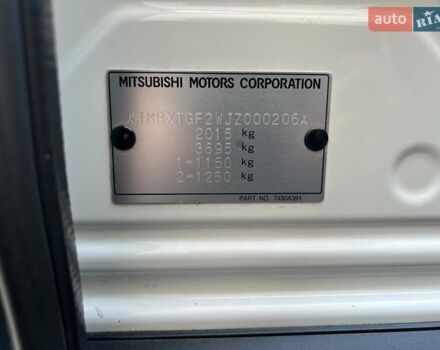 auto RIA
MITSUBISHI MOTORS CORPORATION
★JMBXTGF2WJZ000206★
2015 kg
3695 kg
1-1150 kg
2-1250 kg
PART NO. 7430A391